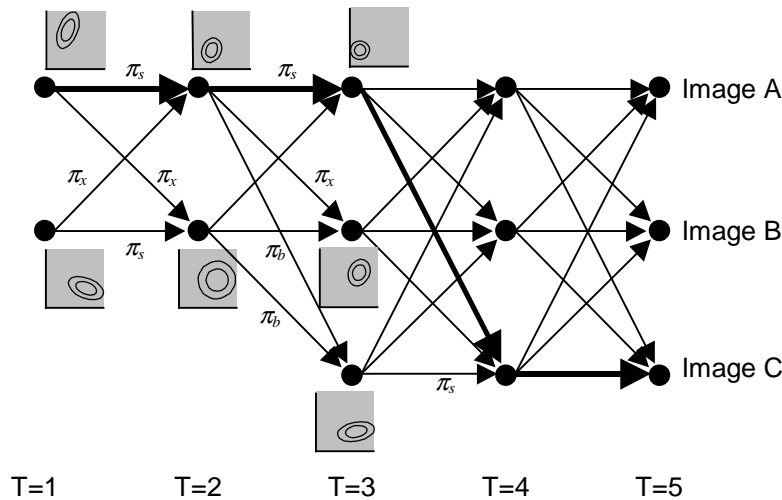 π_s π_s
Image A
π_x π_x π_x
Image B
π_s π_b
π_b
Image C
π_s
T=1 T=2 T=3 T=4 T=5